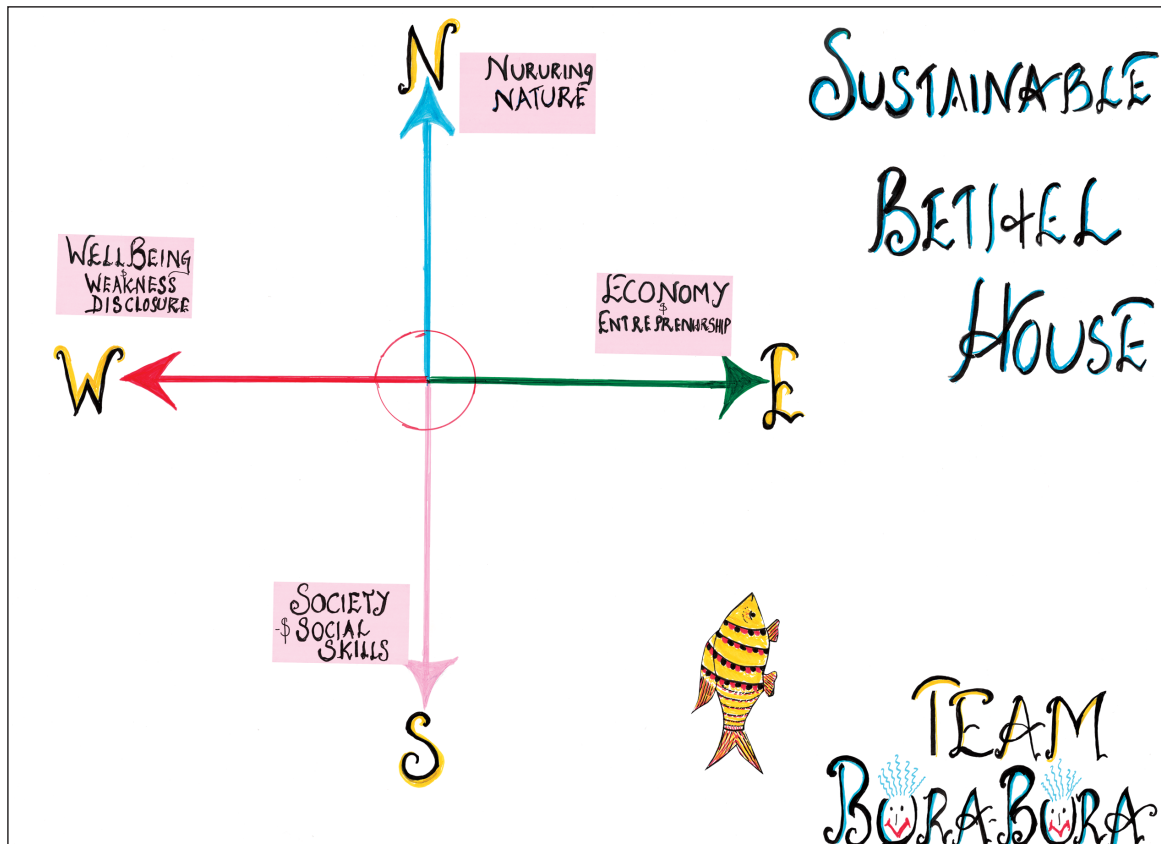 N
NURURING
NATURE
SUSTAINABLE
BETHEL
HOUSE
WELLBEING
$
WEAKNESS
DISCLOSURE
ECONOMY
$
ENTREPRENURSHIP
W
E
SOCIETY
$ SOCIAL
SKILLS
S
TEAM
BORA-BORA